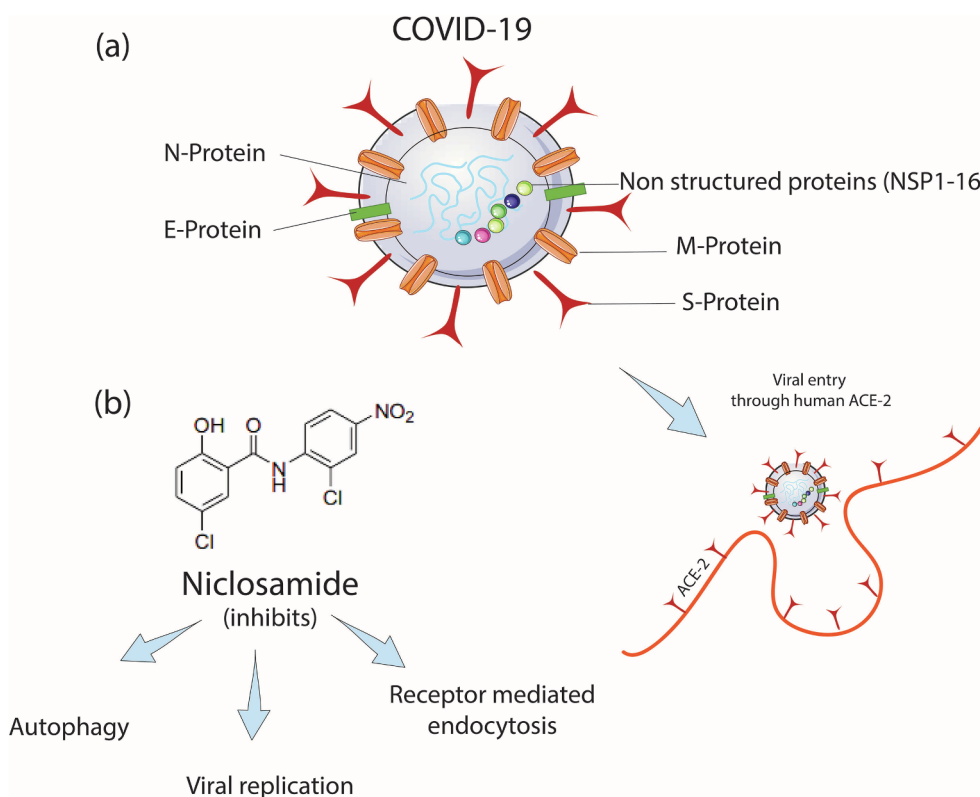 (a)
COVID-19
N-Protein
Non structured proteins (NSP1-16
E-Protein
M-Protein
S-Protein
Viral entry
through human ACE-2
(b)
OH
O
NO2
N
H
Cl
Cl
ACE-2
Niclosamide
(inhibits)
Receptor mediated
endocytosis
Autophagy
Viral replication